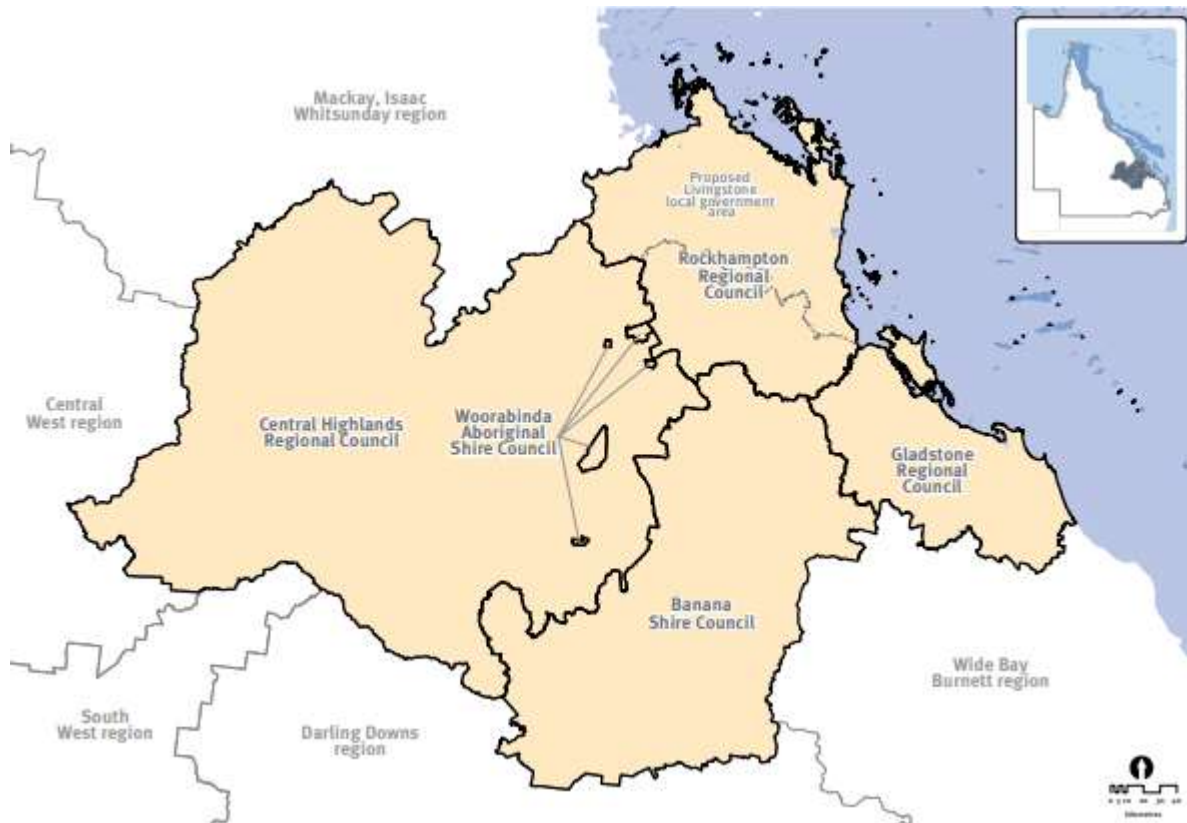 Mackay, Isaac
Whitsunday region
Proposed
Livingstone
local government
area
Rockhampton
Regional
Council
Central
West region
Central Highlands
Regional Council
Woorabinda
Aboriginal
Shire Council
Gladstone
Regional
Council
Banana
Shire Council
Wide Bay
Burnett region
South
West region
Darling Downs
region
kilometres